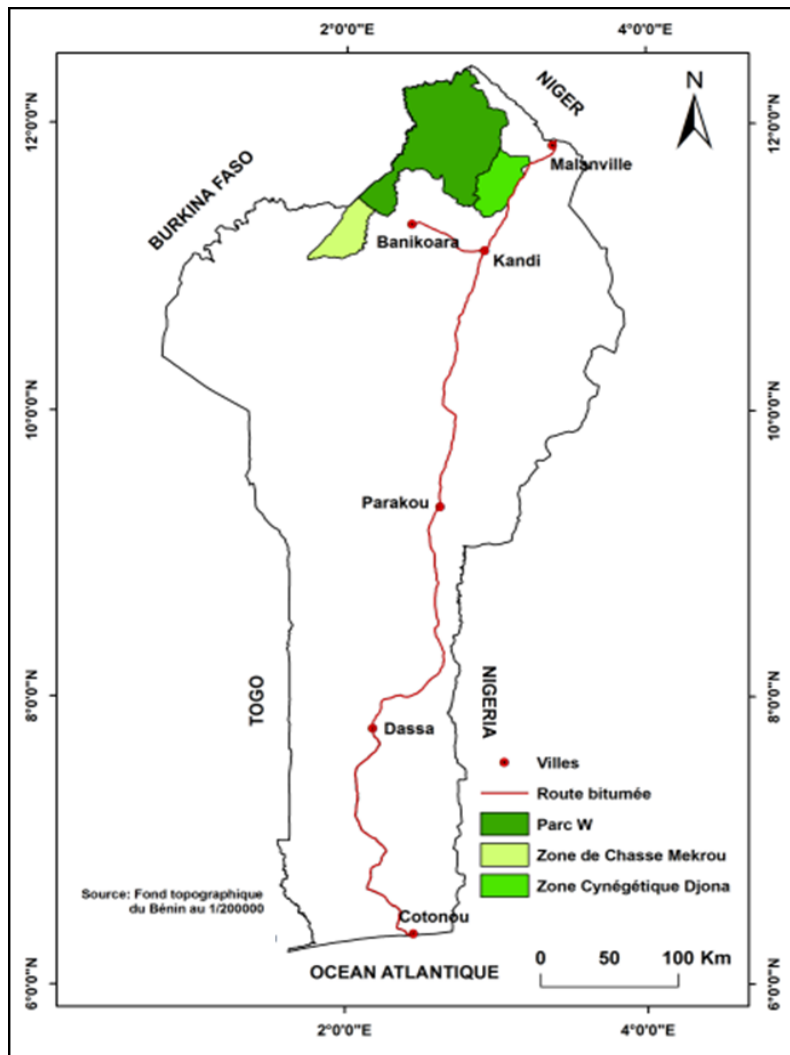 2°0'0"E
4°0'0"E
N
NIGER
12°0'0"N
12°0'0"N
Malanville
BURKINA FASO
Banikoara
Kandi
10°0'0"N
10°0'0"N
Parakou
8°0'0"N
8°0'0"N
TOGO
NIGERIA
Dassa
Villes
Route bitumée
Parc W
Zone de Chasse Mekrou
Zone Cynégétique Djona
Source: Fond topographique
du Bénin au 1/200000
Cotonou
0 50 100 Km
OCEAN ATLANTIQUE
6°0'0"N
6°0'0"N
2°0'0"E
4°0'0"E